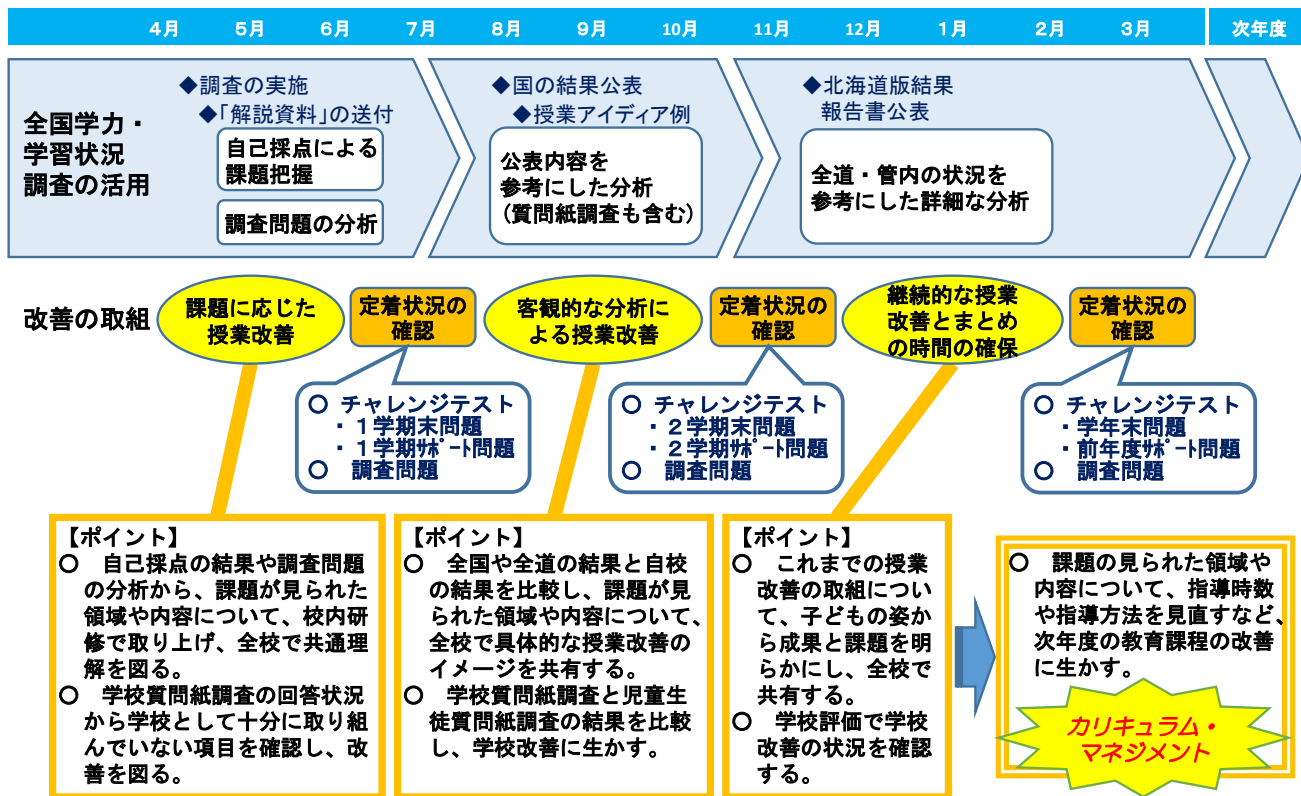 4月 5月 6月 7月 8月 9月 10月 11月 12月 1月 2月 3月 次年度
全国学力・
学習状況
調査の活用
◆調査の実施
◆「解説資料」の送付
自己採点による
課題把握
調査問題の分析
◆国の結果公表
◆授業アイディア例
公表内容を
参考にした分析
(質問紙調査も含む)
◆北海道版結果
報告書公表
全道・管内の状況を
参考にした詳細な分析
改善の取組
課題に応じた
授業改善
定着状況の
確認
客観的な分析に
よる授業改善
定着状況の
確認
継続的な授業
改善とまとめ
の時間の確保
定着状況の
確認
○ チャレンジテスト
・1学期末問題
・1学期ｻﾎﾟｰﾄ問題
○ 調査問題
○ チャレンジテスト
・2学期末問題
・2学期ｻﾎﾟｰﾄ問題
○ 調査問題
○ チャレンジテスト
・学年末問題
・前年度ｻﾎﾟｰﾄ問題
○ 調査問題
【ポイント】
○ 自己採点の結果や調査問題
の分析から、課題が見られた
領域や内容について、校内研
修で取り上げ、全校で共通理
解を図る。
○ 学校質問紙調査の回答状況
から学校として十分に取り組
んでいない項目を確認し、改
善を図る。
【ポイント】
○ 全国や全道の結果と自校
の結果を比較し、課題が見
られた領域や内容について、
全校で具体的な授業改善の
イメージを共有する。
○ 学校質問紙調査と児童生
徒質問紙調査の結果を比較
し、学校改善に生かす。
【ポイント】
○ これまでの授業
改善の取組につい
て、子どもの姿か
ら成果と課題を明
らかにし、全校で
共有する。
○ 学校評価で学校
改善の状況を確認
する。
○ 課題の見られた領域や
内容について、指導時数
や指導方法を見直すなど、
次年度の教育課程の改善
に生かす。
カリキュラム・
マネジメント